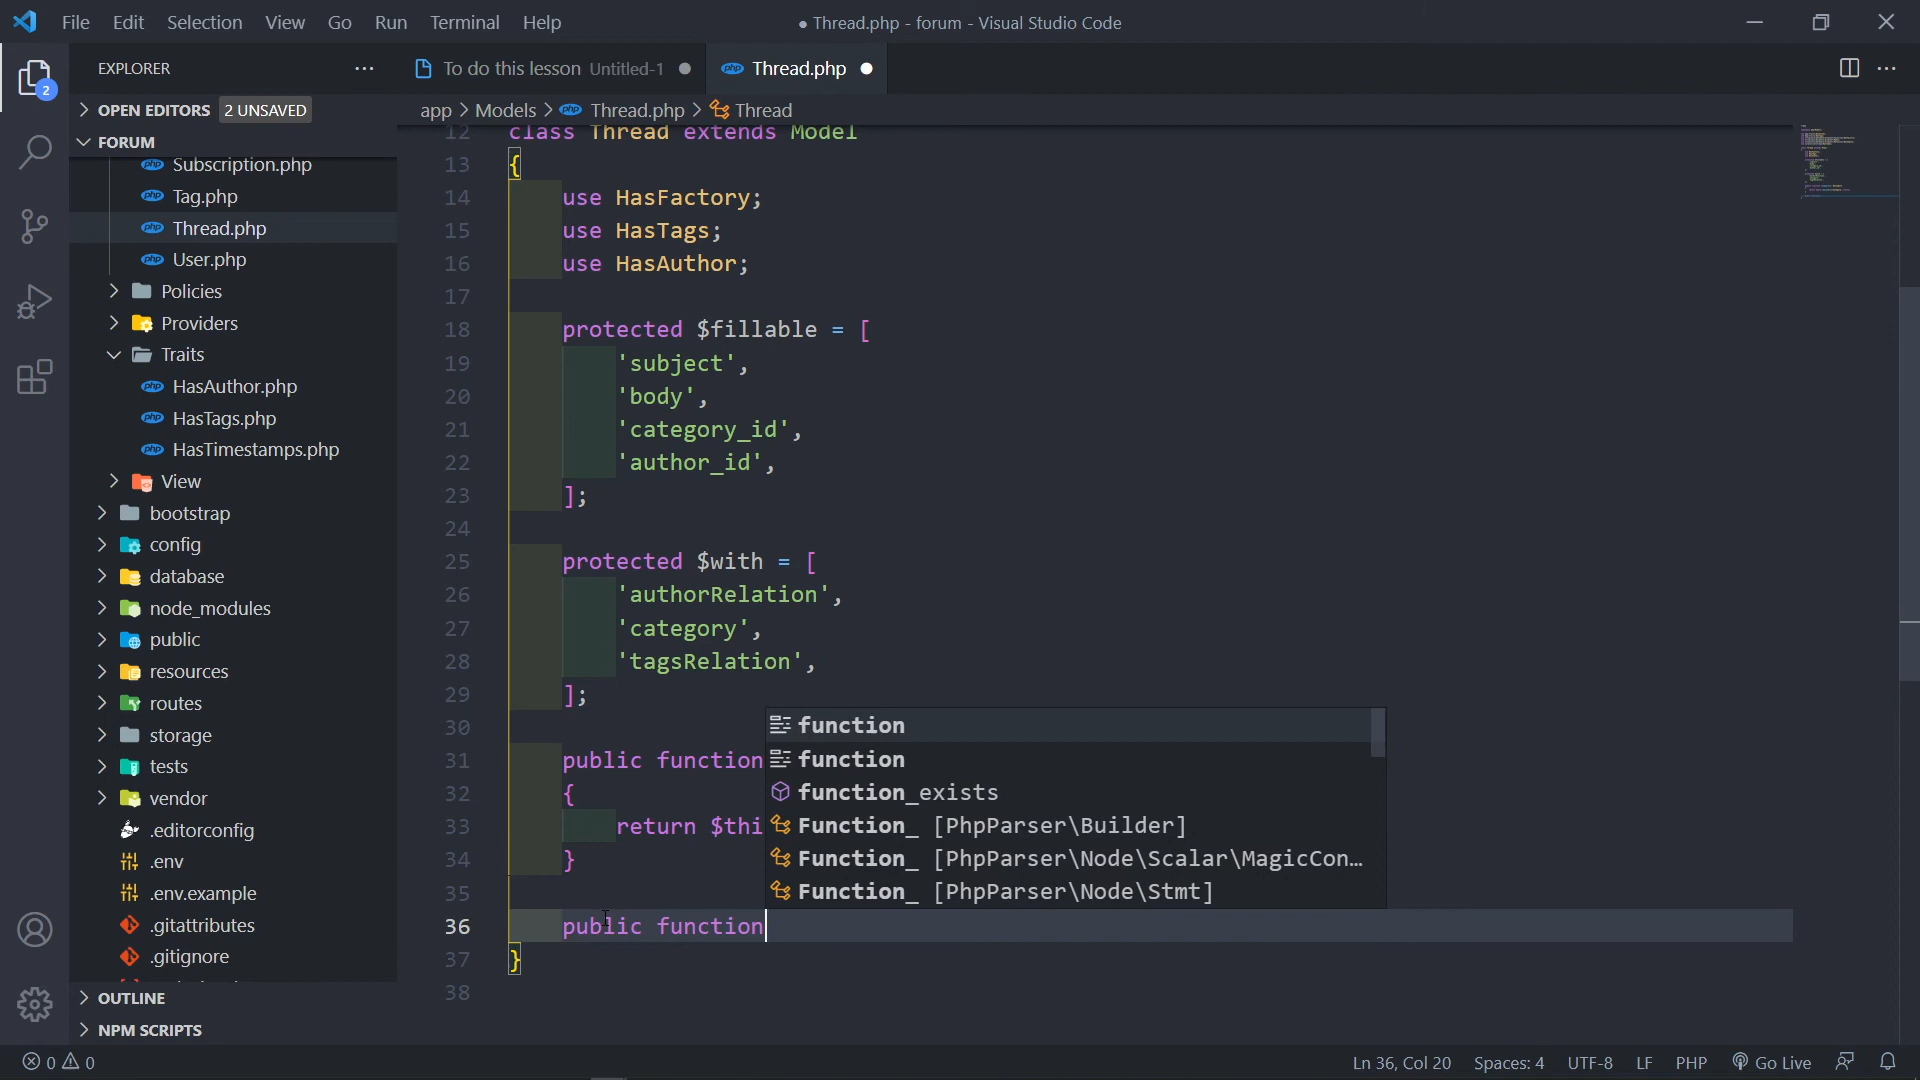 File Edit Selection View Go Run Terminal Help
● Thread.php - forum - Visual Studio Code
EXPLORER
To do this lesson Untitled-1
Thread.php
2
OPEN EDITORS 2 UNSAVED
FORUM
Subscription.php
Tag.php
Thread.php
User.php
Policies
Providers
Traits
HasAuthor.php
HasTags.php
HasTimestamps.php
View
bootstrap
config
database
node_modules
public
resources
routes
storage
tests
vendor
.editorconfig
.env
.env.example
.gitattributes
.gitignore
OUTLINE
NPM SCRIPTS
app > Models > Thread.php > Thread
12 class Thread extends Model
13 {
14 use HasFactory;
15 use HasTags;
16 use HasAuthor;
17
18 protected $fillable = [
19 'subject',
20 'body',
21 'category_id',
22 'author_id',
23 ];
24
25 protected $with = [
26 'authorRelation',
27 'category',
28 'tagsRelation',
29 ];
30
31 public function
32 {
33 return $thi
34 }
35
36 public function
37 }
38
function
function
function_exists
Function_ [PhpParser\Builder]
Function_ [PhpParser\Node\Scalar\MagicCon…
Function_ [PhpParser\Node\Stmt]
0 0
Ln 36, Col 20 Spaces: 4 UTF-8 LF PHP Go Live